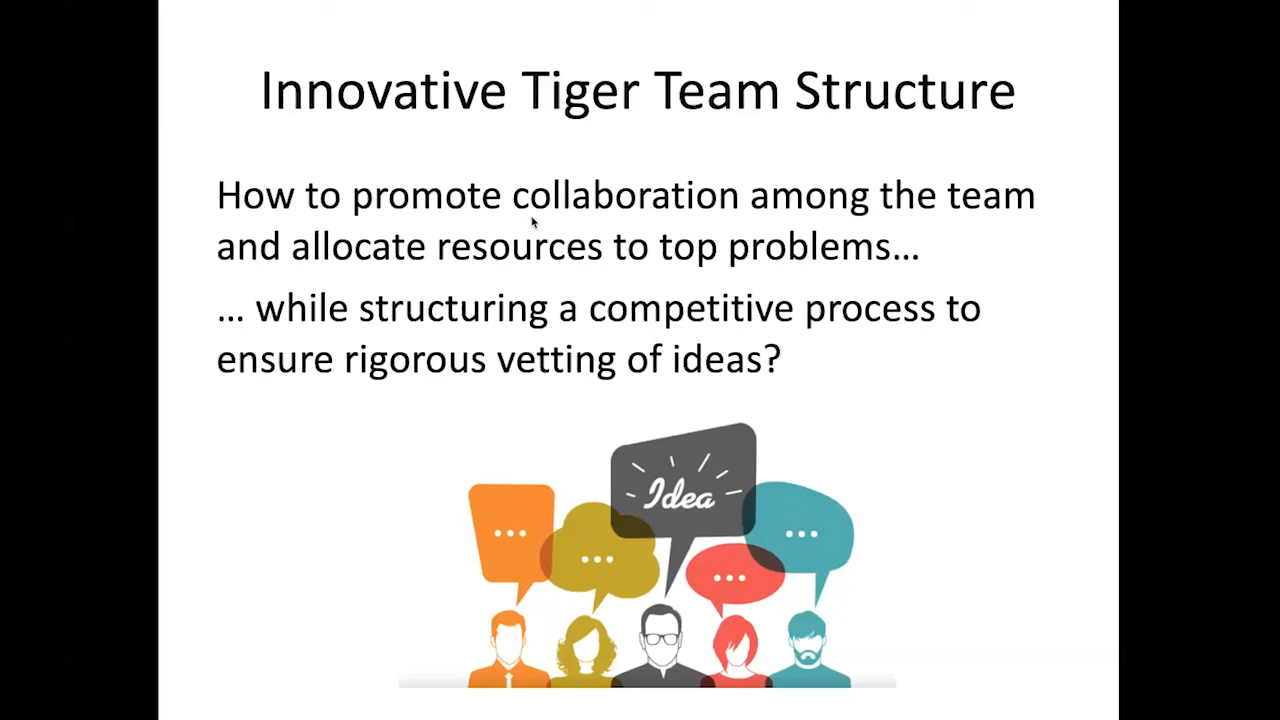 Innovative Tiger Team Structure
How to promote collaboration among the team
and allocate resources to top problems…
… while structuring a competitive process to
ensure rigorous vetting of ideas?
Idea
...
...
...
...